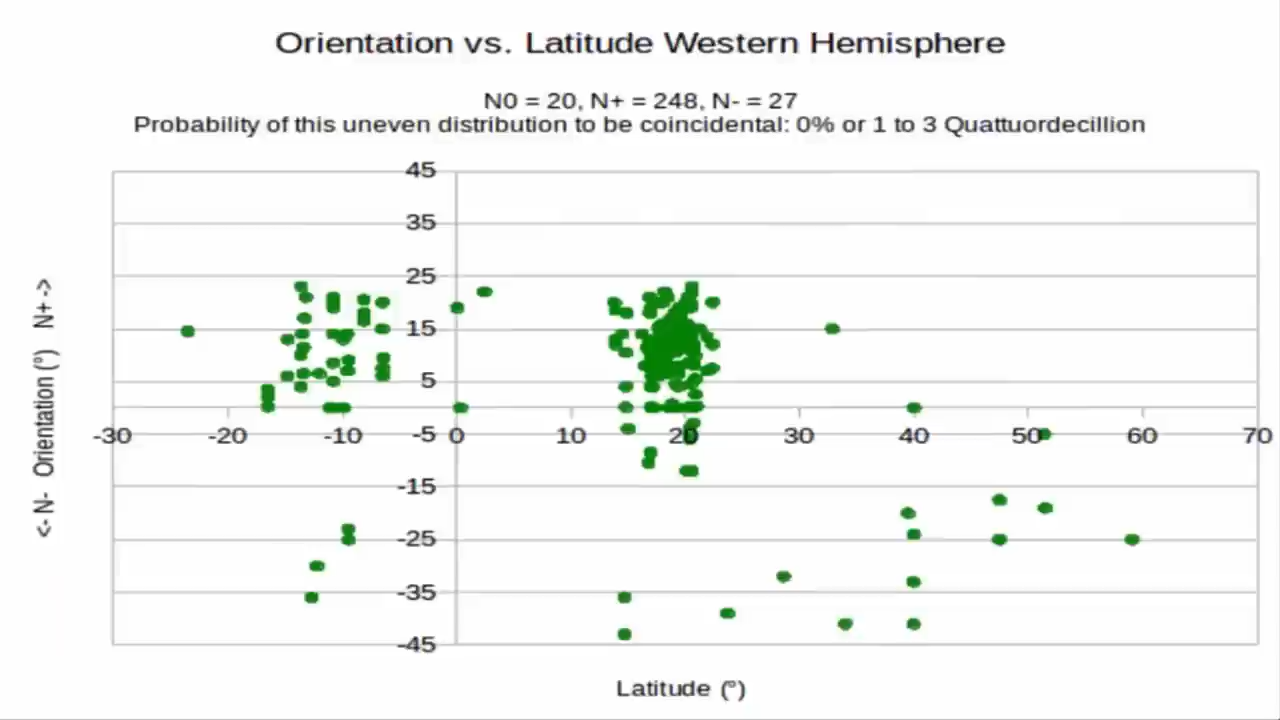 Orientation vs. Latitude Western Hemisphere
N0 = 20, N+ = 248, N- = 27
Probability of this uneven distribution to be coincidental: 0% or 1 to 3 Quattuordecillion
45
35
25
15
5
-5
-15
-25
-35
-45
-30 -20 -10 0 10 20 30 40 50 60 70
<- N- Orientation (°) N+ ->
Latitude (°)